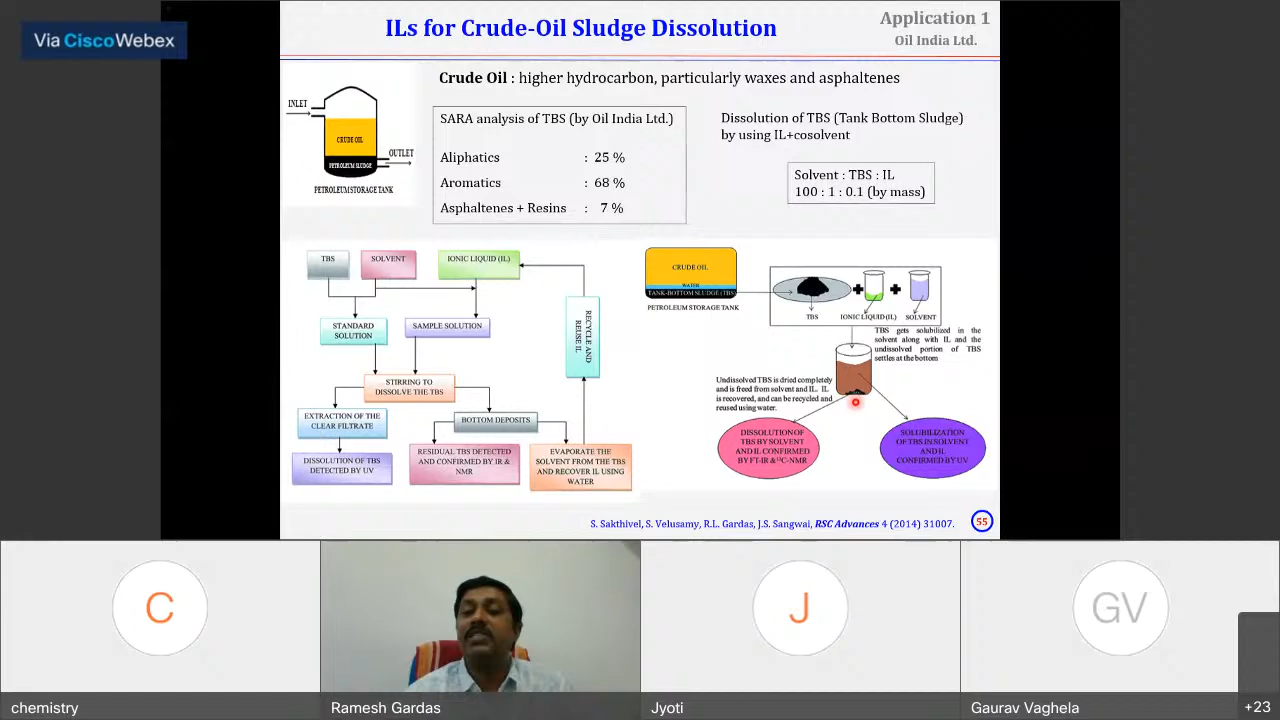 Via Cisco Webex
ILs for Crude-Oil Sludge Dissolution
Application 1
Oil India Ltd.
Crude Oil : higher hydrocarbon, particularly waxes and asphaltenes
INLET
CRUDE OIL
OUTLET
PETROLEUM SLUDGE
PETROLEUM STORAGE TANK
SARA analysis of TBS (by Oil India Ltd.)
Aliphatics : 25 %
Aromatics : 68 %
Asphaltenes + Resins : 7 %
Dissolution of TBS (Tank Bottom Sludge)
by using IL+cosolvent
Solvent : TBS : IL
100 : 1 : 0.1 (by mass)
TBS
SOLVENT
IONIC LIQUID (IL)
STANDARD
SOLUTION
SAMPLE SOLUTION
RECYCLE AND
REUSE IL
STIRRING TO
DISSOLVE THE TBS
EXTRACTION OF THE
CLEAR FILTRATE
BOTTOM DEPOSITS
DISSOLUTION OF TBS
DETECTED BY UV
RESIDUAL TBS DETECTED
AND CONFIRMED BY IR &
NMR
EVAPORATE THE
SOLVENT FROM THE TBS
AND RECOVER IL USING
WATER
CRUDE OIL
WATER
TANK-BOTTOM SLUDGE (TBS)
PETROLEUM STORAGE TANK
TBS
IONIC LIQUID (IL)
SOLVENT
TBS gets solubilized in the
solvent along with IL and the
undissolved portion of TBS
settles at the bottom
Undissolved TBS is dried completely
and is freed from solvent and IL. IL
is recovered, and can be recycled and
reused using water.
DISSOLUTION OF
TBS BY SOLVENT
AND IL CONFIRMED
BY FT-IR & ¹³C-NMR
SOLUBILIZATION
OF TBS IN SOLVENT
AND IL
CONFIRMED BY UV
S. Sakthivel, S. Velusamy, R.L. Gardas, J.S. Sangwai, RSC Advances 4 (2014) 31007.
55
C
J
GV
chemistry
Ramesh Gardas
Jyoti
Gaurav Vaghela
+23